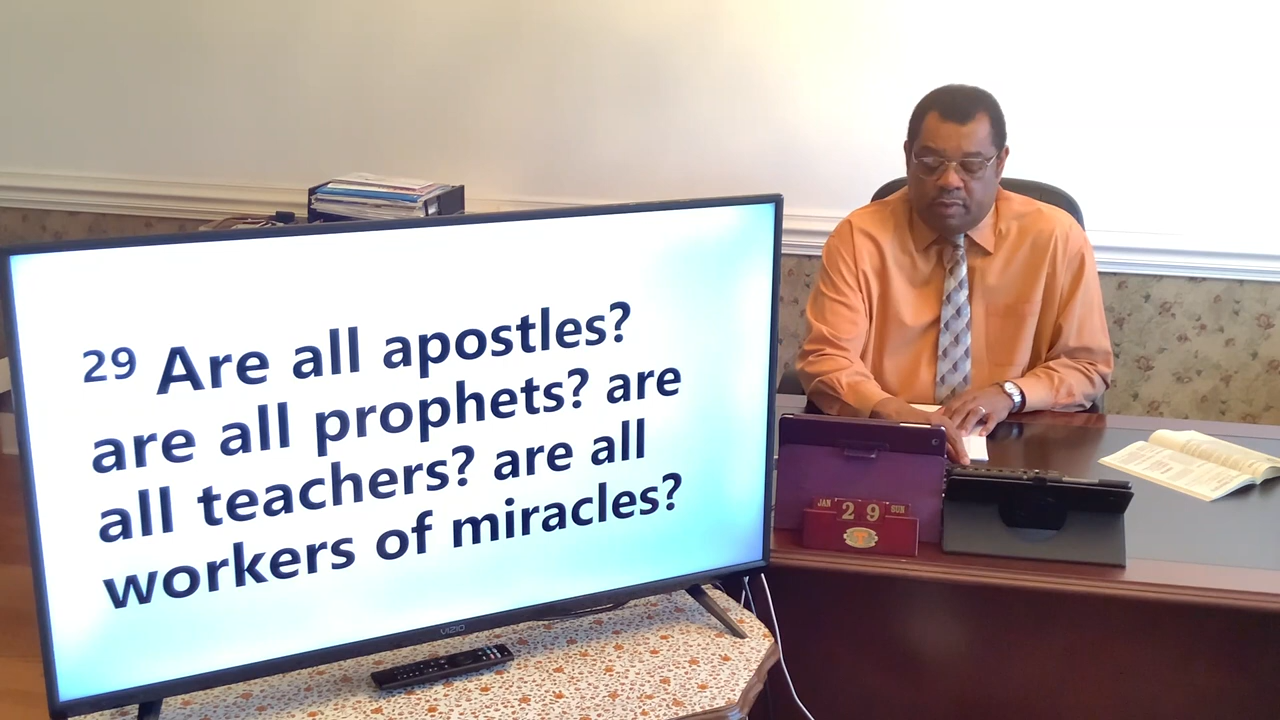 29 Are all apostles?
are all prophets? are
all teachers? are all
workers of miracles?
VIZIO
JAN 29 SUN
T